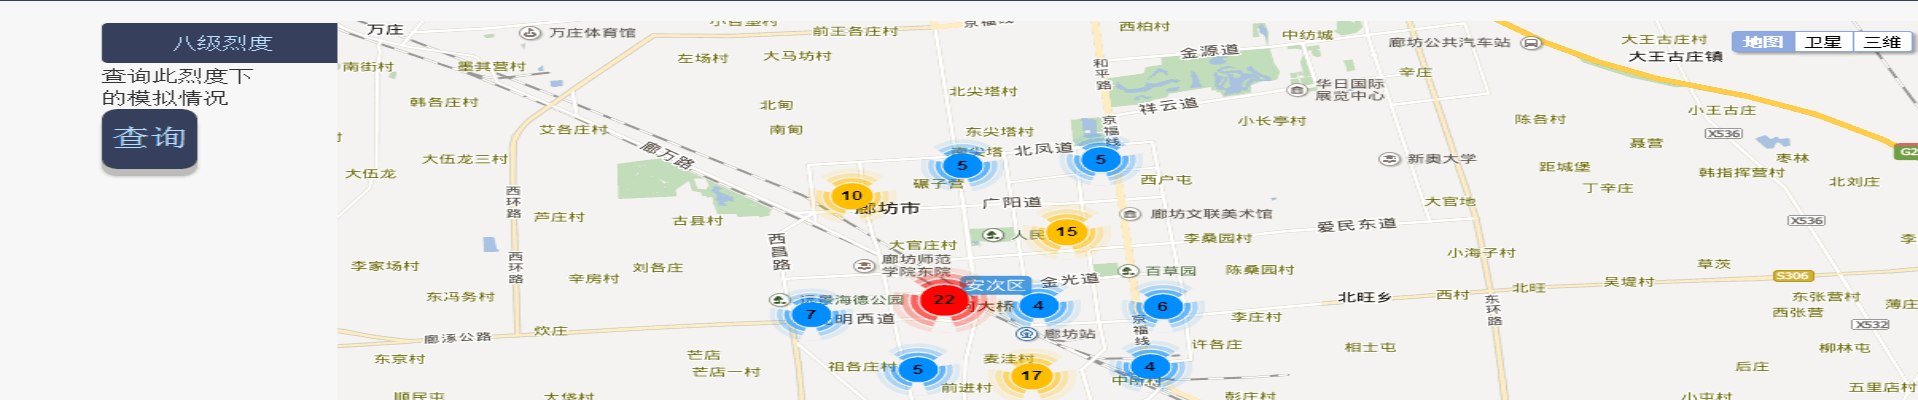 八级烈度
查询此烈度下
的模拟情况
查询
万庄
万庄体育馆
前王各庄村
京福线
西柏村
中纺城
廊坊公共汽车站
大王古庄村
大王古庄镇
地图
卫星
三维
南街村
墨其营村
左场村
大马坊村
和平路
金源道
辛庄
韩各庄村
北甸
北尖塔村
华日国际
展览中心
祥云道
小王古庄
艾各庄村
南甸
东尖塔村
京福线
小长亭村
陈各村
X536
聂营
枣林
G2
大伍龙三村
廊万路
北凤道
5
5
新奥大学
距城堡
韩指挥营村
大伍龙
碾子营
西户屯
丁辛庄
北刘庄
西环路
10
廊坊市
广阳道
大官地
芦庄村
古县村
廊坊文联美术馆
爱民东道
X536
西昌路
大官庄村
人民
15
李桑园村
小海子村
李家场村
西环路
辛房村
刘各庄
廊坊师范
学院东院
金光道
百草园
陈桑园村
草茨
吴堤村
S306
东冯务村
远景海德公园
22
安次区
大桥
4
6
北旺乡
西村
北旺
东环路
东张营村
西张营
薄庄
7
明西道
京福线
李庄村
X532
廊涿公路
炊庄
廊坊站
许各庄
相士屯
柳林屯
东京村
芒店
芒店一村
祖各庄村
5
麦洼村
17
4
前进村
后庄
五里店村
顺民屯
大岱村
彭庄村
小屯村